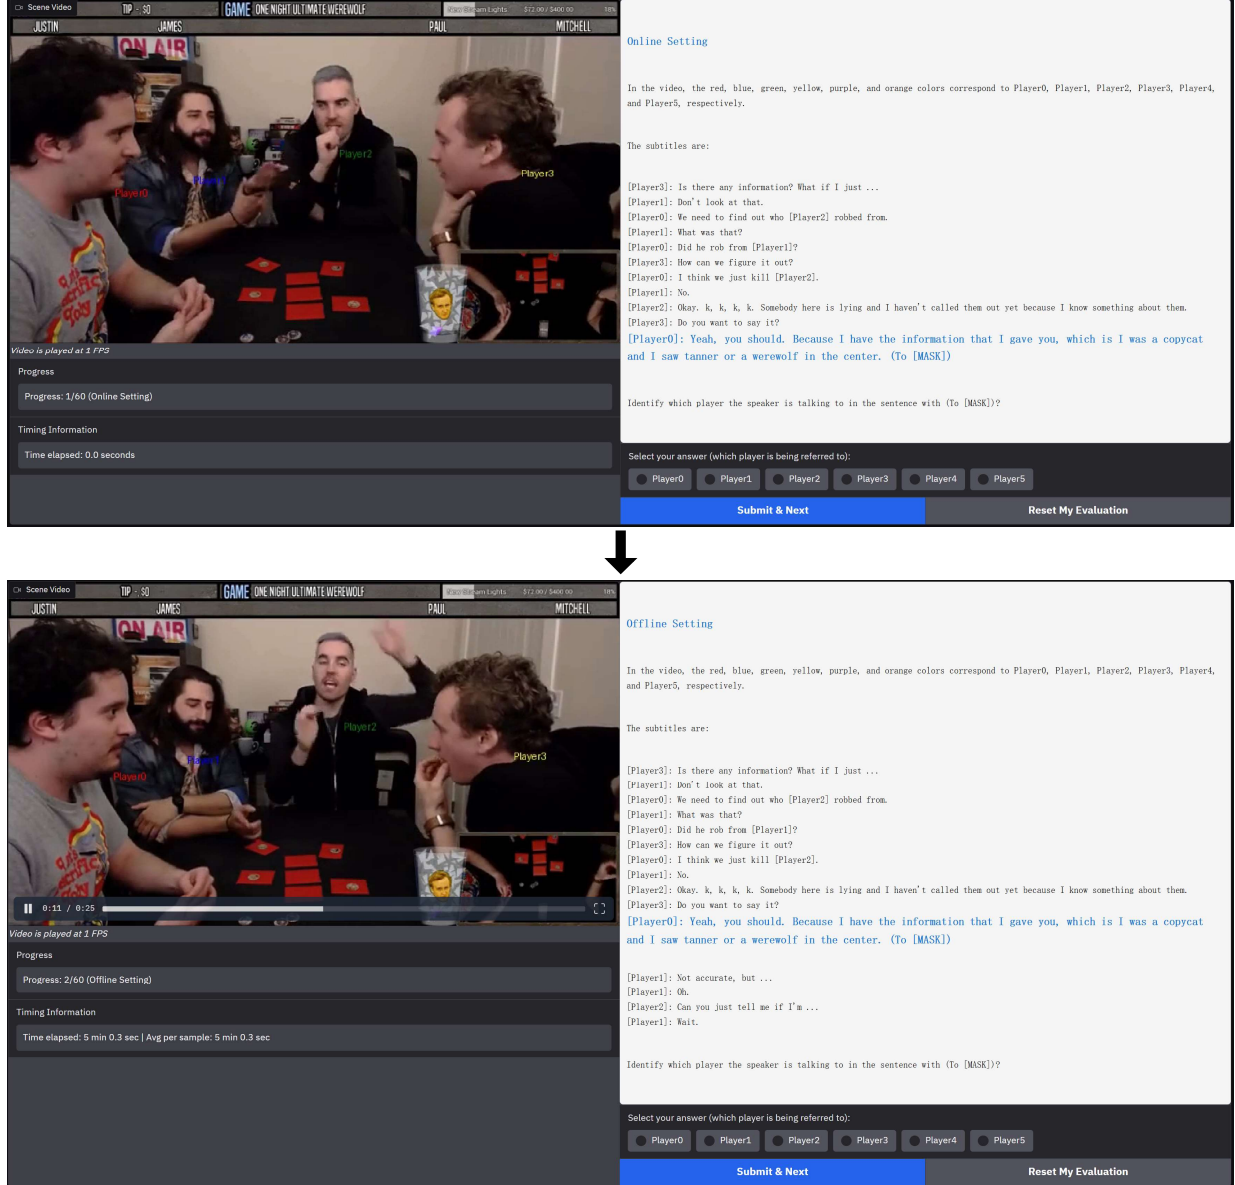 Scene Video
TIP - $0
GAME ONE NIGHT ULTIMATE WEREWOLF
New Stream Lights $72.00 / $400.00 18%
JUSTIN JAMES PAUL MITCHELL
ON AIR
Player0
Player1
Player2
Player3
Video is played at 1 FPS
Progress
Progress: 1/60 (Online Setting)
Timing Information
Time elapsed: 0.0 seconds
Online Setting
In the video, the red, blue, green, yellow, purple, and orange colors correspond to Player0, Player1, Player2, Player3, Player4,
and Player5, respectively.
The subtitles are:
[Player3]: Is there any information? What if I just ...
[Player1]: Don't look at that.
[Player0]: We need to find out who [Player2] robbed from.
[Player1]: What was that?
[Player0]: Did he rob from [Player1]?
[Player3]: How can we figure it out?
[Player0]: I think we just kill [Player2].
[Player1]: No.
[Player2]: Okay. k, k, k, k. Somebody here is lying and I haven't called them out yet because I know something about them.
[Player3]: Do you want to say it?
[Player0]: Yeah, you should. Because I have the information that I gave you, which is I was a copycat
and I saw tanner or a werewolf in the center. (To [MASK])
Identify which player the speaker is talking to in the sentence with (To [MASK])?
Select your answer (which player is being referred to):
Player0 Player1 Player2 Player3 Player4 Player5
Submit & Next Reset My Evaluation
Scene Video
TIP - $0
GAME ONE NIGHT ULTIMATE WEREWOLF
New Stream Lights $72.00 / $400.00 18%
JUSTIN JAMES PAUL MITCHELL
ON AIR
Player0
Player2
Player3
0:11 / 0:25
Video is played at 1 FPS
Progress
Progress: 2/60 (Offline Setting)
Timing Information
Time elapsed: 5 min 0.3 sec | Avg per sample: 5 min 0.3 sec
Offline Setting
In the video, the red, blue, green, yellow, purple, and orange colors correspond to Player0, Player1, Player2, Player3, Player4,
and Player5, respectively.
The subtitles are:
[Player3]: Is there any information? What if I just ...
[Player1]: Don't look at that.
[Player0]: We need to find out who [Player2] robbed from.
[Player1]: What was that?
[Player0]: Did he rob from [Player1]?
[Player3]: How can we figure it out?
[Player0]: I think we just kill [Player2].
[Player1]: No.
[Player2]: Okay. k, k, k, k. Somebody here is lying and I haven't called them out yet because I know something about them.
[Player3]: Do you want to say it?
[Player0]: Yeah, you should. Because I have the information that I gave you, which is I was a copycat
and I saw tanner or a werewolf in the center. (To [MASK])
[Player1]: Not accurate, but ...
[Player1]: Oh.
[Player2]: Can you just tell me if I'm ...
[Player1]: Wait.
Identify which player the speaker is talking to in the sentence with (To [MASK])?
Select your answer (which player is being referred to):
Player0 Player1 Player2 Player3 Player4 Player5
Submit & Next Reset My Evaluation